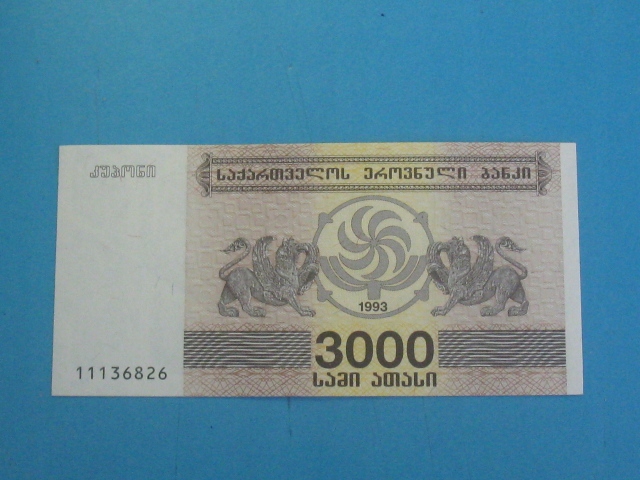 კუპონი
საქართველოს ეროვნული ბანკი
1993
3000
სამი ათასი
11136826